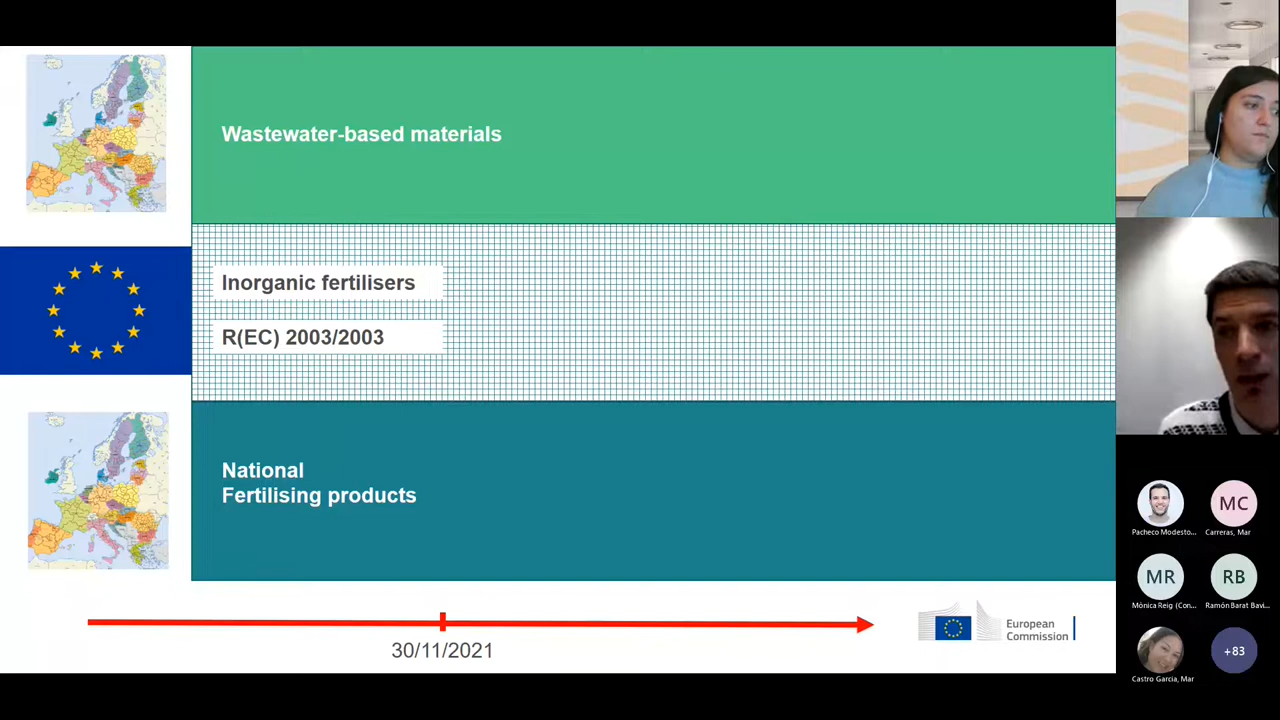 Wastewater-based materials
Inorganic fertilisers
R(EC) 2003/2003
National
Fertilising products
30/11/2021
European
Commission
Pacheco Modesto...
MC
Carreras, Mar
MR
Mònica Reig (Con...
RB
Ramón Barat Bavi...
Castro Garcia, Mar
+83